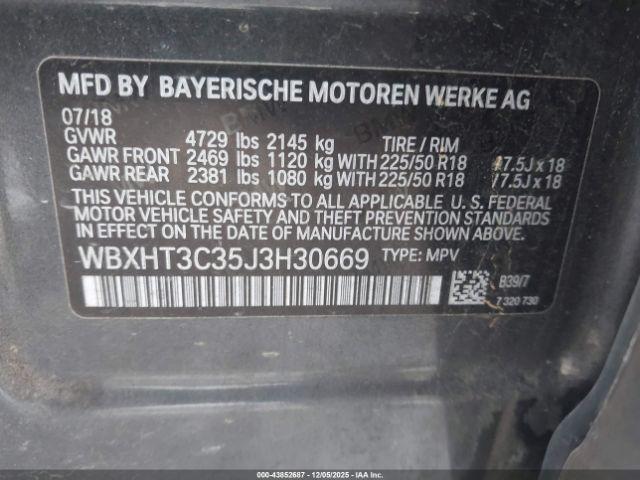 MFD BY BAYERISCHE MOTOREN WERKE AG
07/18
GVWR 4729 lbs 2145 kg TIRE / RIM
GAWR FRONT 2469 lbs 1120 kg WITH 225/50 R18 /7.5J x 18
GAWR REAR 2381 lbs 1080 kg WITH 225/50 R18 /7.5J x 18
THIS VEHICLE CONFORMS TO ALL APPLICABLE U.S. FEDERAL
MOTOR VEHICLE SAFETY AND THEFT PREVENTION STANDARDS
IN EFFECT ON THE DATE OF MANUFACTURE SHOWN ABOVE.
WBXHT3C35J3H30669 TYPE: MPV
B39/7
7 320 730
000-43852687 - 12/05/2025 - IAAI.COM